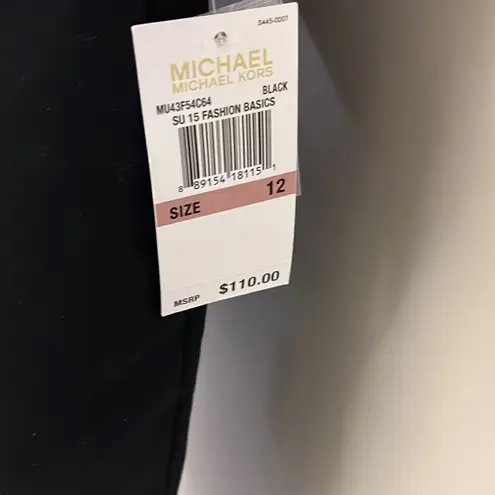 5445-0007
MICHAEL
MICHAEL KORS
MU43F54C64 BLACK
SU 15 FASHION BASICS
8 89154 18115 1
SIZE 12
MSRP $110.00